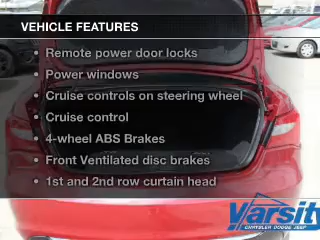 VEHICLE FEATURES
• Remote power door locks
• Power windows
• Cruise controls on steering wheel
• Cruise control
• 4-wheel ABS Brakes
• Front Ventilated disc brakes
• 1st and 2nd row curtain head
Varsity
CHRYSLER DODGE JEEP